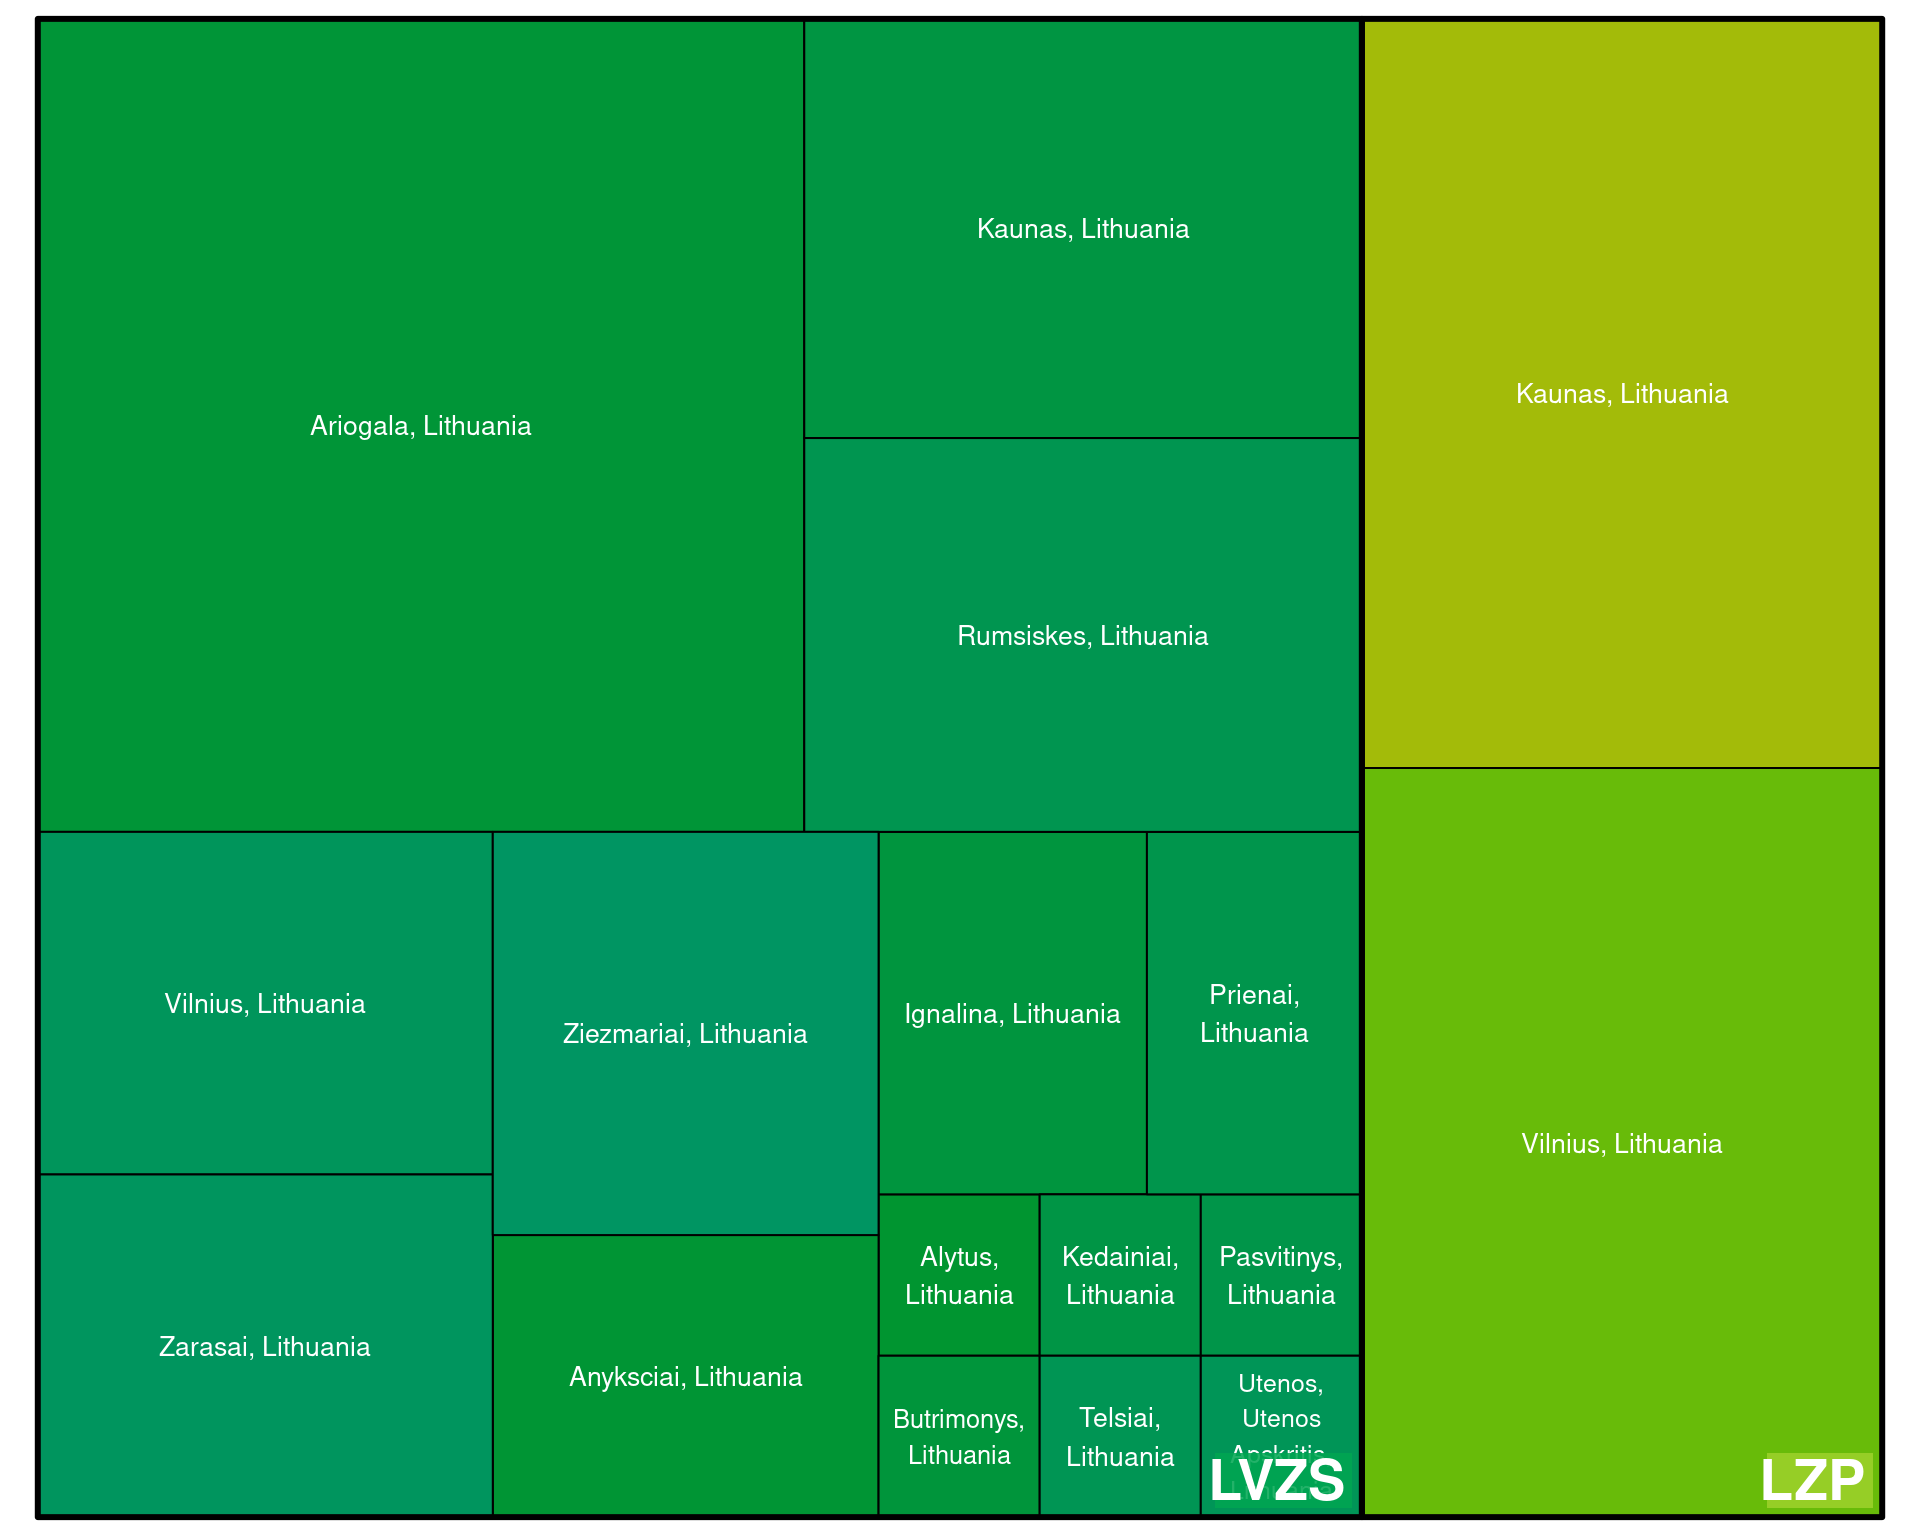 Ariogala, Lithuania
Kaunas, Lithuania
Rumsiskes, Lithuania
Kaunas, Lithuania
Vilnius, Lithuania
Ziezmariai, Lithuania
Ignalina, Lithuania
Prienai,
Lithuania
Vilnius, Lithuania
Zarasai, Lithuania
Anyksciai, Lithuania
Alytus,
Lithuania
Kedainiai,
Lithuania
Pasvitinys,
Lithuania
Butrimonys,
Lithuania
Telsiai,
Lithuania
Utenos,
Utenos
Apskritis,
LVZS
LZP